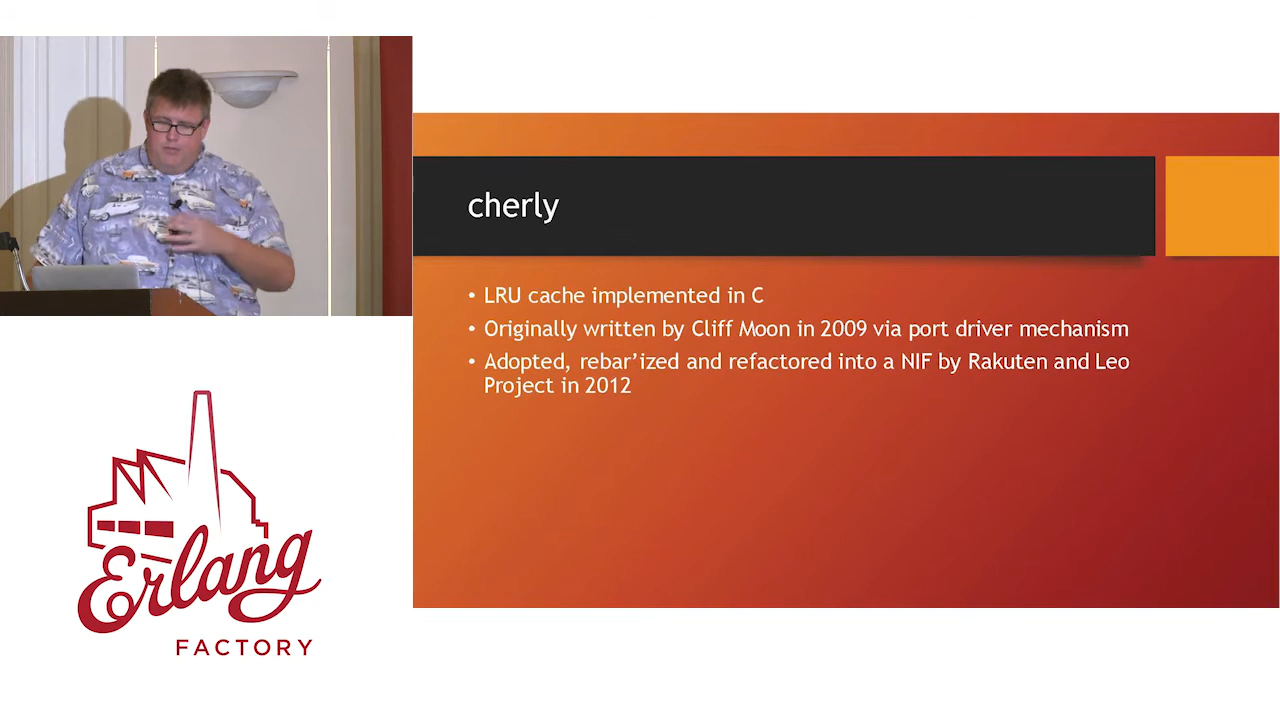 cherly
• LRU cache implemented in C
• Originally written by Cliff Moon in 2009 via port driver mechanism
• Adopted, rebar’ized and refactored into a NIF by Rakuten and Leo
Project in 2012
Erlang
FACTORY